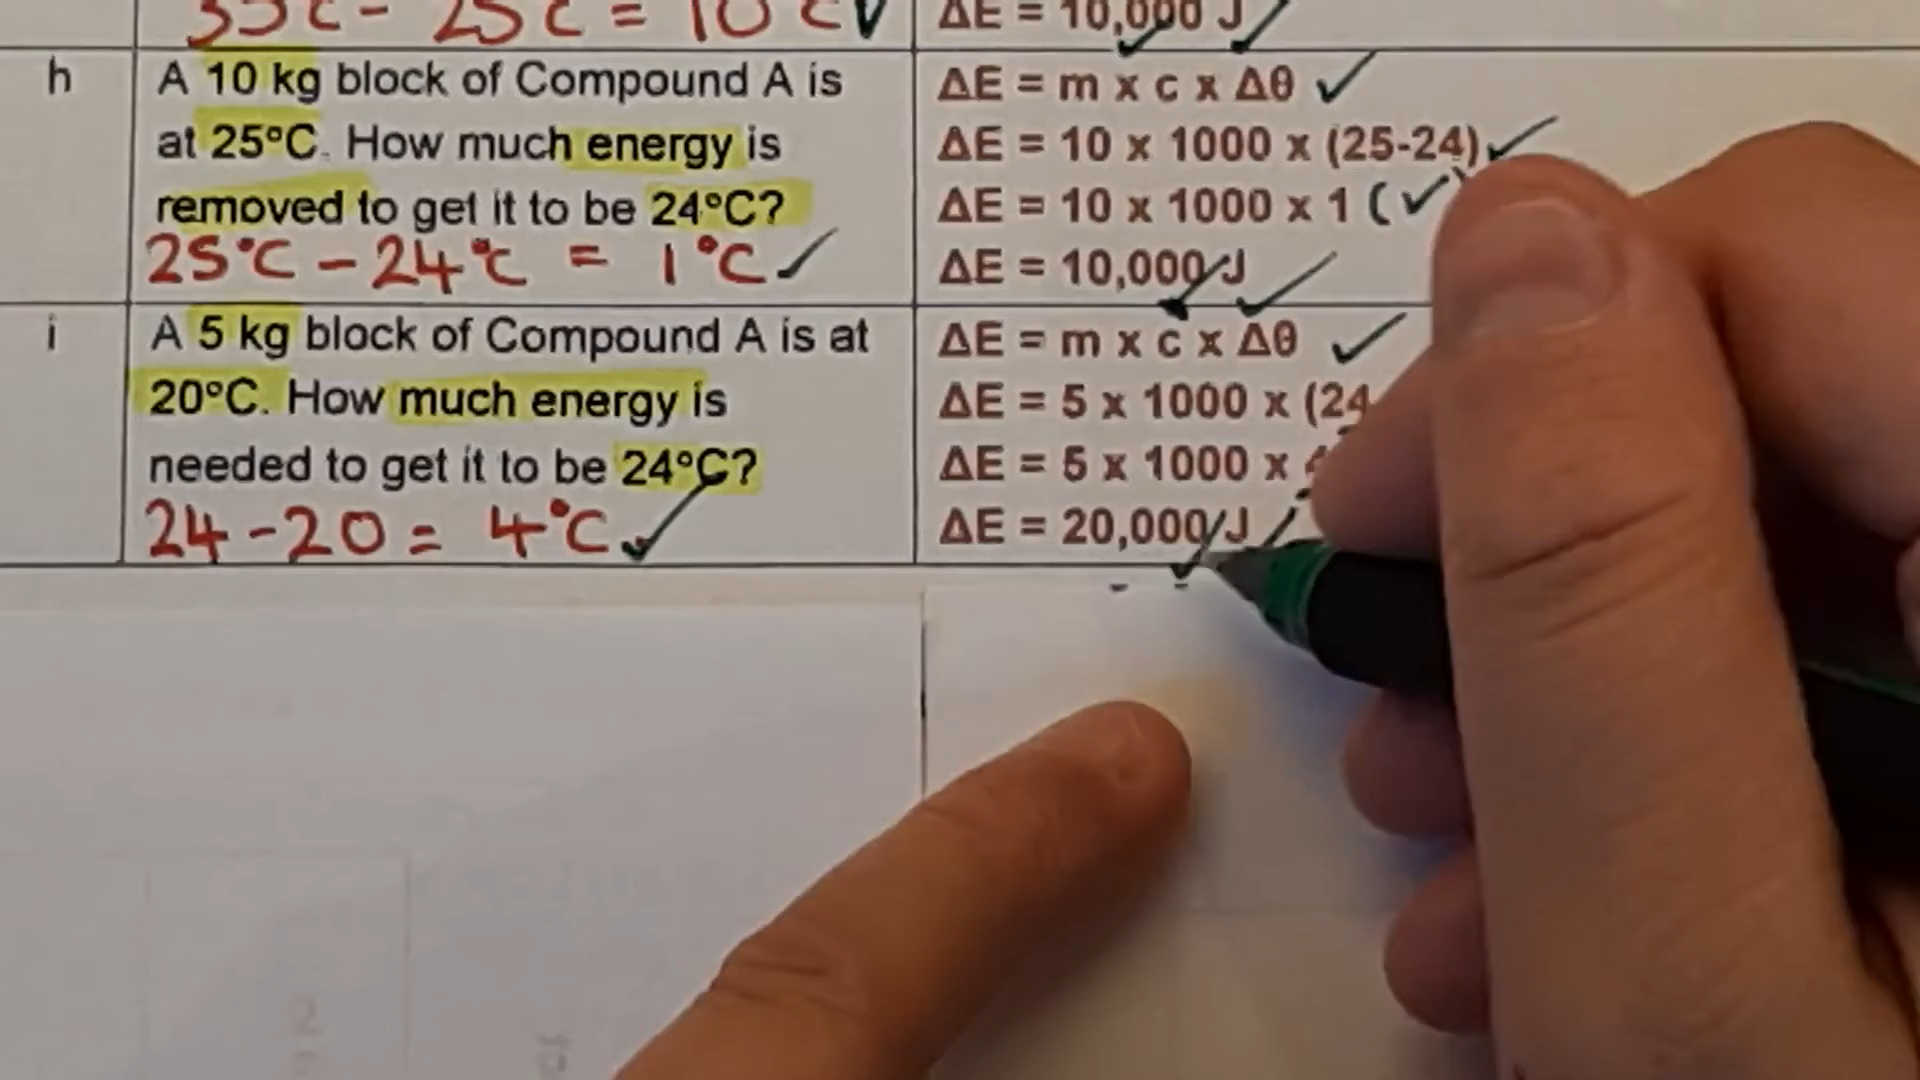 35°C - 25°C = 10°C
ΔE = 10,000 J
h
A 10 kg block of Compound A is
at 25°C. How much energy is
removed to get it to be 24°C?
25°C - 24°C = 1°C
ΔE = m x c x Δθ
ΔE = 10 x 1000 x (25-24)
ΔE = 10 x 1000 x 1 (✓)
ΔE = 10,000 J
i
A 5 kg block of Compound A is at
20°C. How much energy is
needed to get it to be 24°C?
24 - 20 = 4°C
ΔE = m x c x Δθ
ΔE = 5 x 1000 x (24
ΔE = 5 x 1000 x
ΔE = 20,000 J